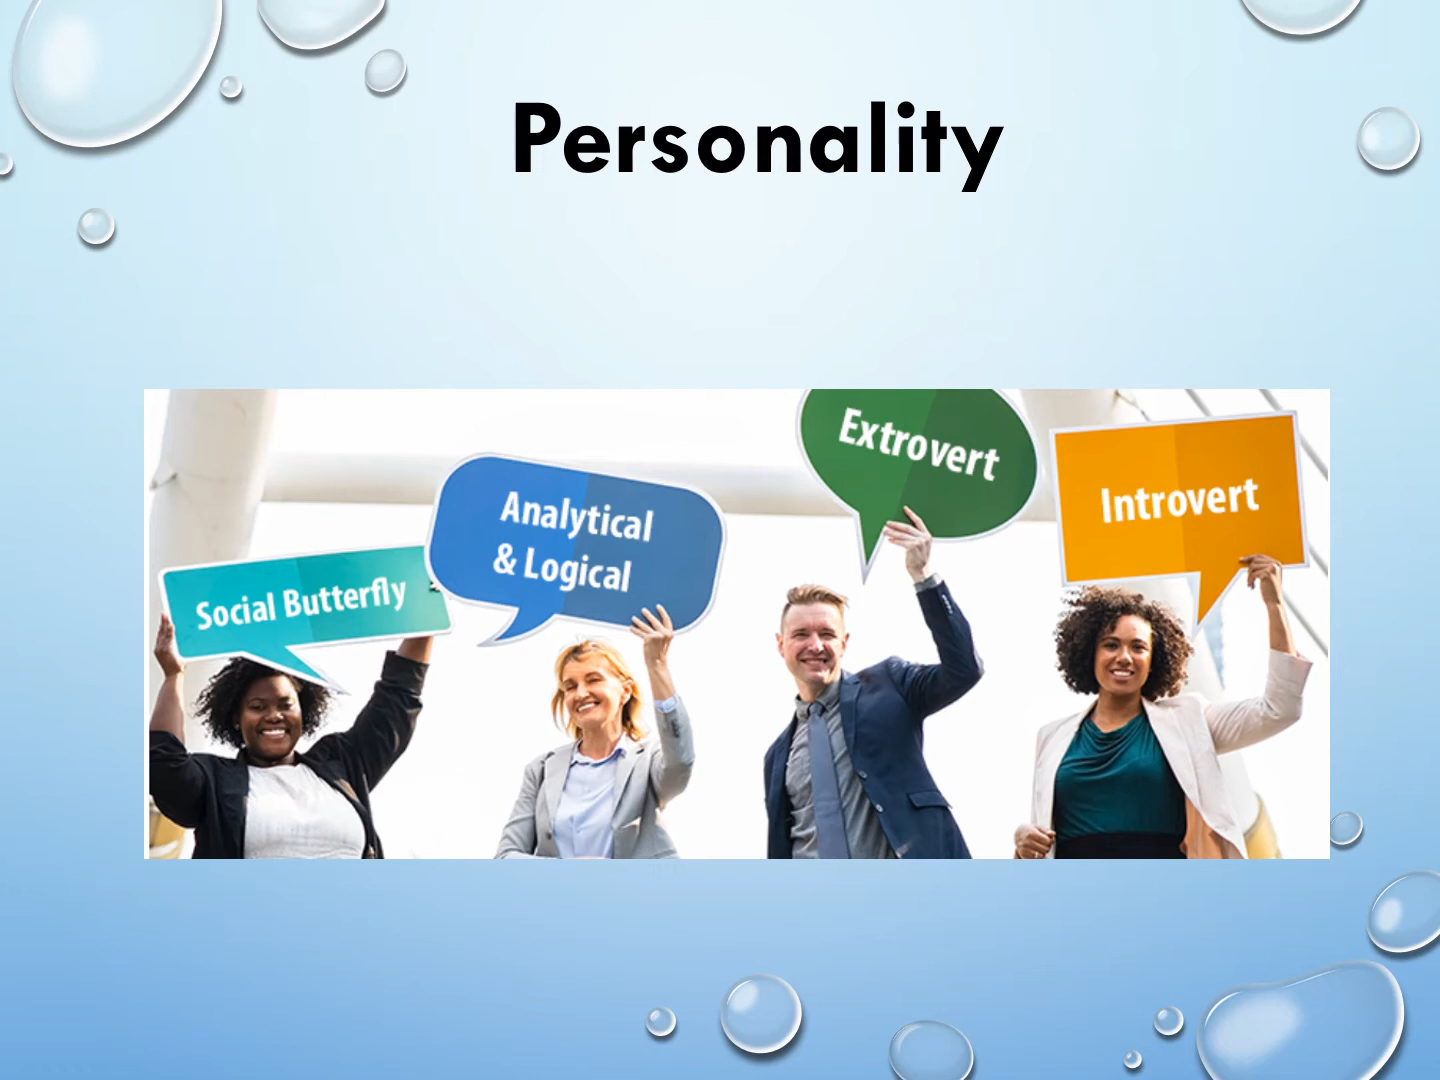 Personality
Social Butterfly
Analytical
& Logical
Extrovert
Introvert